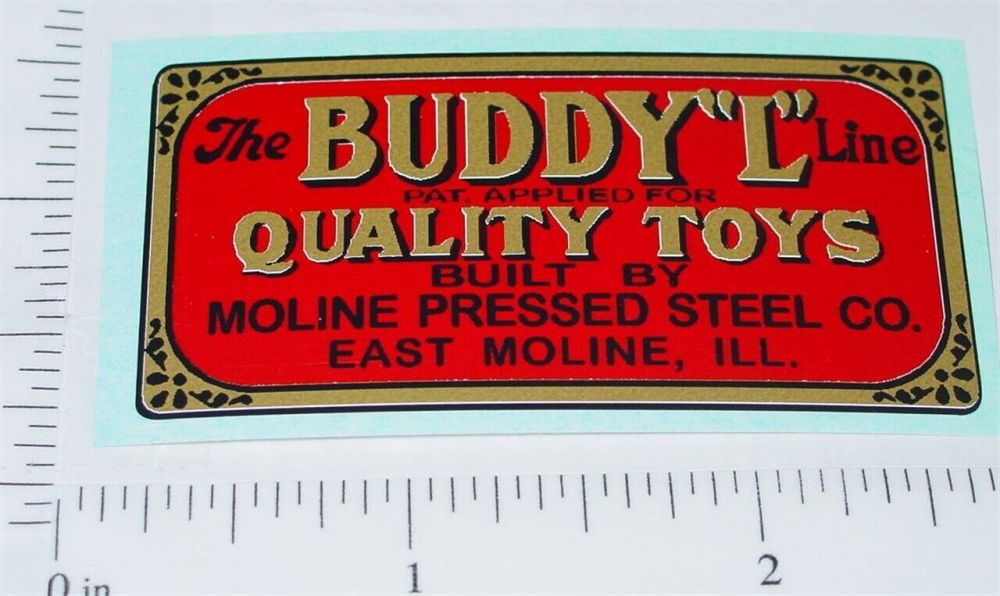 The BUDDY "L" Line
PAT. APPLIED FOR
QUALITY TOYS
BUILT BY
MOLINE PRESSED STEEL CO.
EAST MOLINE, ILL.
0 in 1 2